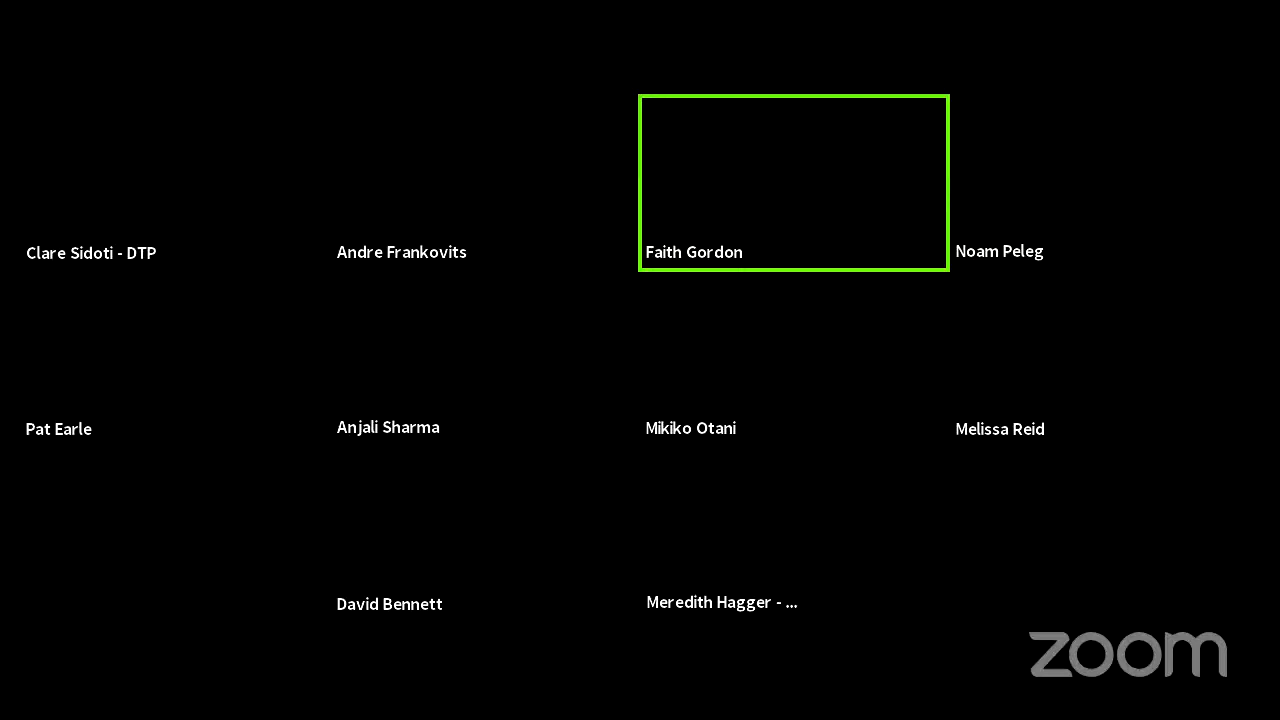 Clare Sidoti - DTP
Andre Frankovits
Faith Gordon
Noam Peleg
Pat Earle
Anjali Sharma
Mikiko Otani
Melissa Reid
David Bennett
Meredith Hagger - ...
zoom